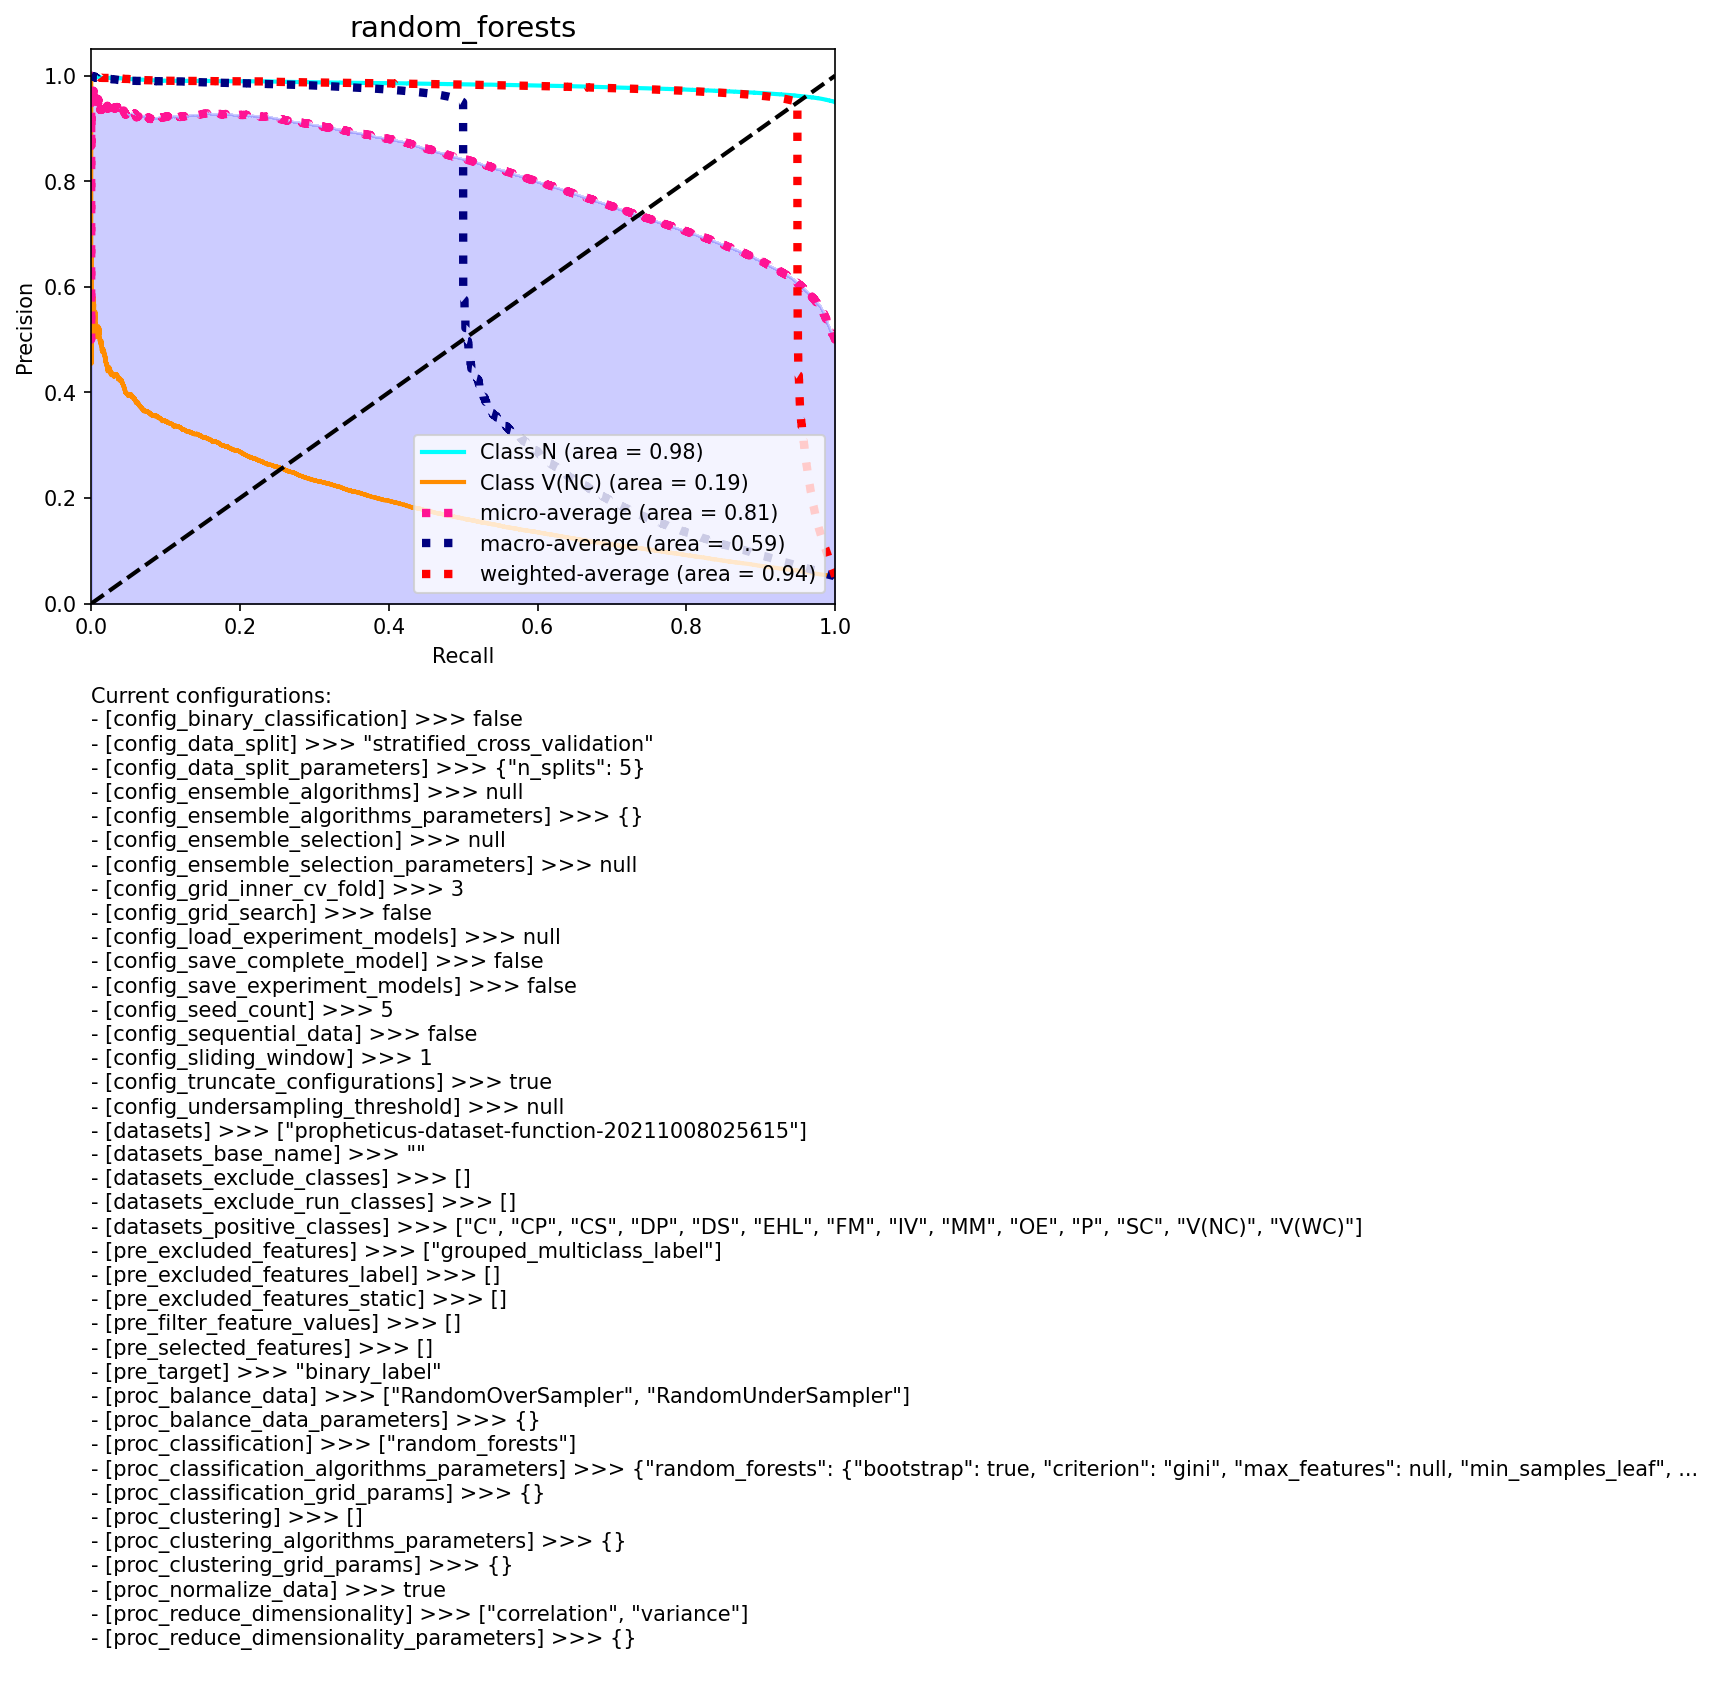 random_forests
1.0
0.8
0.6
0.4
0.2
0.0
Precision
Class N (area = 0.98)
Class V(NC) (area = 0.19)
micro-average (area = 0.81)
macro-average (area = 0.59)
weighted-average (area = 0.94)
0.0 0.2 0.4 0.6 0.8 1.0
Recall
Current configurations:
- [config_binary_classification] >>> false
- [config_data_split] >>> "stratified_cross_validation"
- [config_data_split_parameters] >>> {"n_splits": 5}
- [config_ensemble_algorithms] >>> null
- [config_ensemble_algorithms_parameters] >>> {}
- [config_ensemble_selection] >>> null
- [config_ensemble_selection_parameters] >>> null
- [config_grid_inner_cv_fold] >>> 3
- [config_grid_search] >>> false
- [config_load_experiment_models] >>> null
- [config_save_complete_model] >>> false
- [config_save_experiment_models] >>> false
- [config_seed_count] >>> 5
- [config_sequential_data] >>> false
- [config_sliding_window] >>> 1
- [config_truncate_configurations] >>> true
- [config_undersampling_threshold] >>> null
- [datasets] >>> ["propheticus-dataset-function-20211008025615"]
- [datasets_base_name] >>> ""
- [datasets_exclude_classes] >>> []
- [datasets_exclude_run_classes] >>> []
- [datasets_positive_classes] >>> ["C", "CP", "CS", "DP", "DS", "EHL", "FM", "IV", "MM", "OE", "P", "SC", "V(NC)", "V(WC)"]
- [pre_excluded_features] >>> ["grouped_multiclass_label"]
- [pre_excluded_features_label] >>> []
- [pre_excluded_features_static] >>> []
- [pre_filter_feature_values] >>> []
- [pre_selected_features] >>> []
- [pre_target] >>> "binary_label"
- [proc_balance_data] >>> ["RandomOverSampler", "RandomUnderSampler"]
- [proc_balance_data_parameters] >>> {}
- [proc_classification] >>> ["random_forests"]
- [proc_classification_algorithms_parameters] >>> {"random_forests": {"bootstrap": true, "criterion": "gini", "max_features": null, "min_samples_leaf", ...
- [proc_classification_grid_params] >>> {}
- [proc_clustering] >>> []
- [proc_clustering_algorithms_parameters] >>> {}
- [proc_clustering_grid_params] >>> {}
- [proc_normalize_data] >>> true
- [proc_reduce_dimensionality] >>> ["correlation", "variance"]
- [proc_reduce_dimensionality_parameters] >>> {}